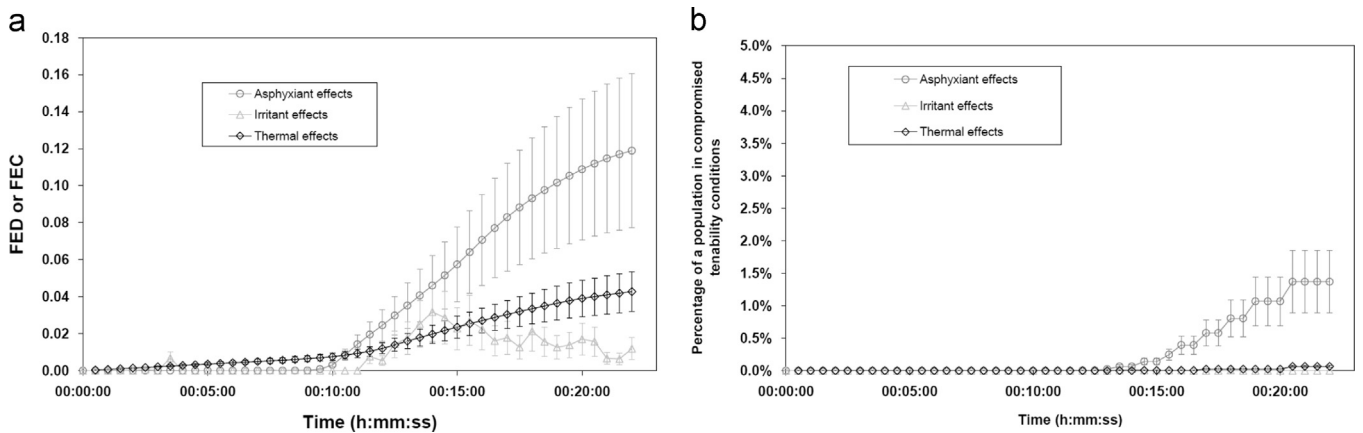 a
0.18
0.16
0.14
0.12
0.10
0.08
0.06
0.04
0.02
0.00
FED or FEC
Asphyxiant effects
Irritant effects
Thermal effects
00:00:00
00:05:00
00:10:00
00:15:00
00:20:00
Time (h:mm:ss)
b
5.0%
4.5%
4.0%
3.5%
3.0%
2.5%
2.0%
1.5%
1.0%
0.5%
0.0%
Percentage of a population in compromised
tenability conditions
Asphyxiant effects
Irritant effects
Thermal effects
00:00:00
00:05:00
00:10:00
00:15:00
00:20:00
Time (h:mm:ss)